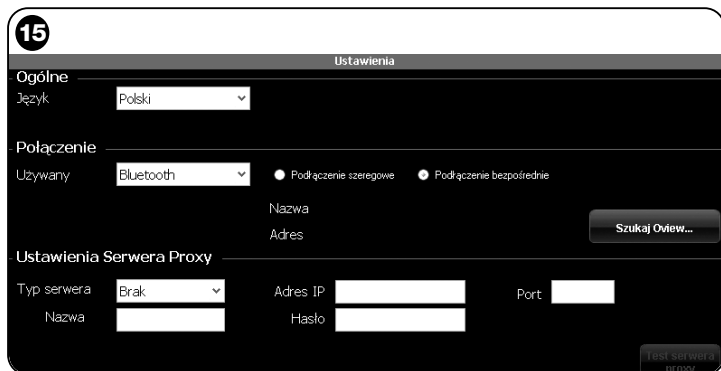 15
Ustawienia
Ogólne
Język Polski
Połączenie
Używany Bluetooth Podłączenie szeregowe Podłączenie bezpośrednie
Nazwa
Adres Szukaj Oview...
Ustawienia Serwera Proxy
Typ serwera Brak Adres IP Port
Nazwa Hasło
Test serwera
proxy